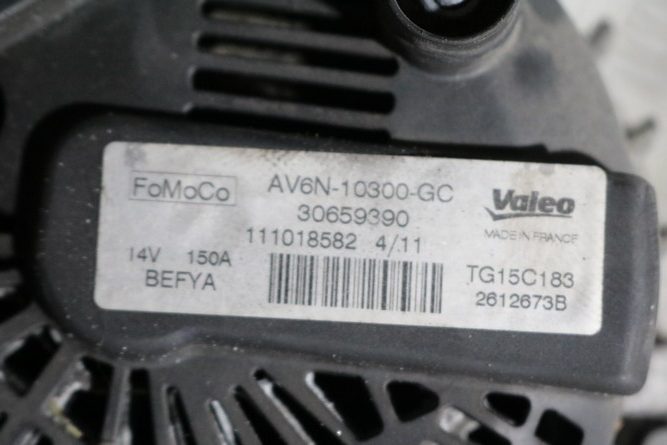 FoMoCo AV6N-10300-GC Valeo
30659390
MADE IN FRANCE
111018582 4/11
14V 150A
TG15C183
BEFYA
2612673B